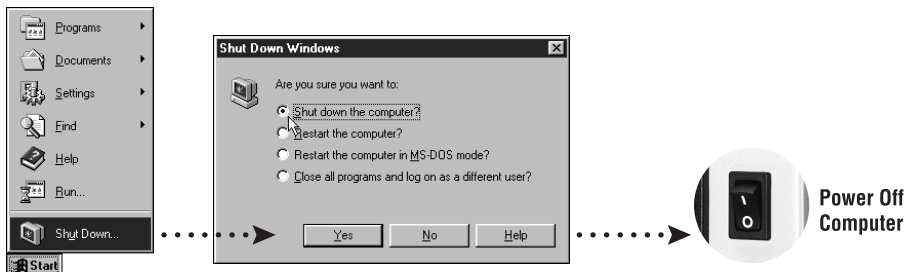 Programs
Documents
Settings
Find
Help
Run...
Shut Down...
Start
Shut Down Windows
Are you sure you want to:
Shut down the computer?
Restart the computer?
Restart the computer in MS-DOS mode?
Close all programs and log on as a different user?
Yes No Help
Power Off
Computer